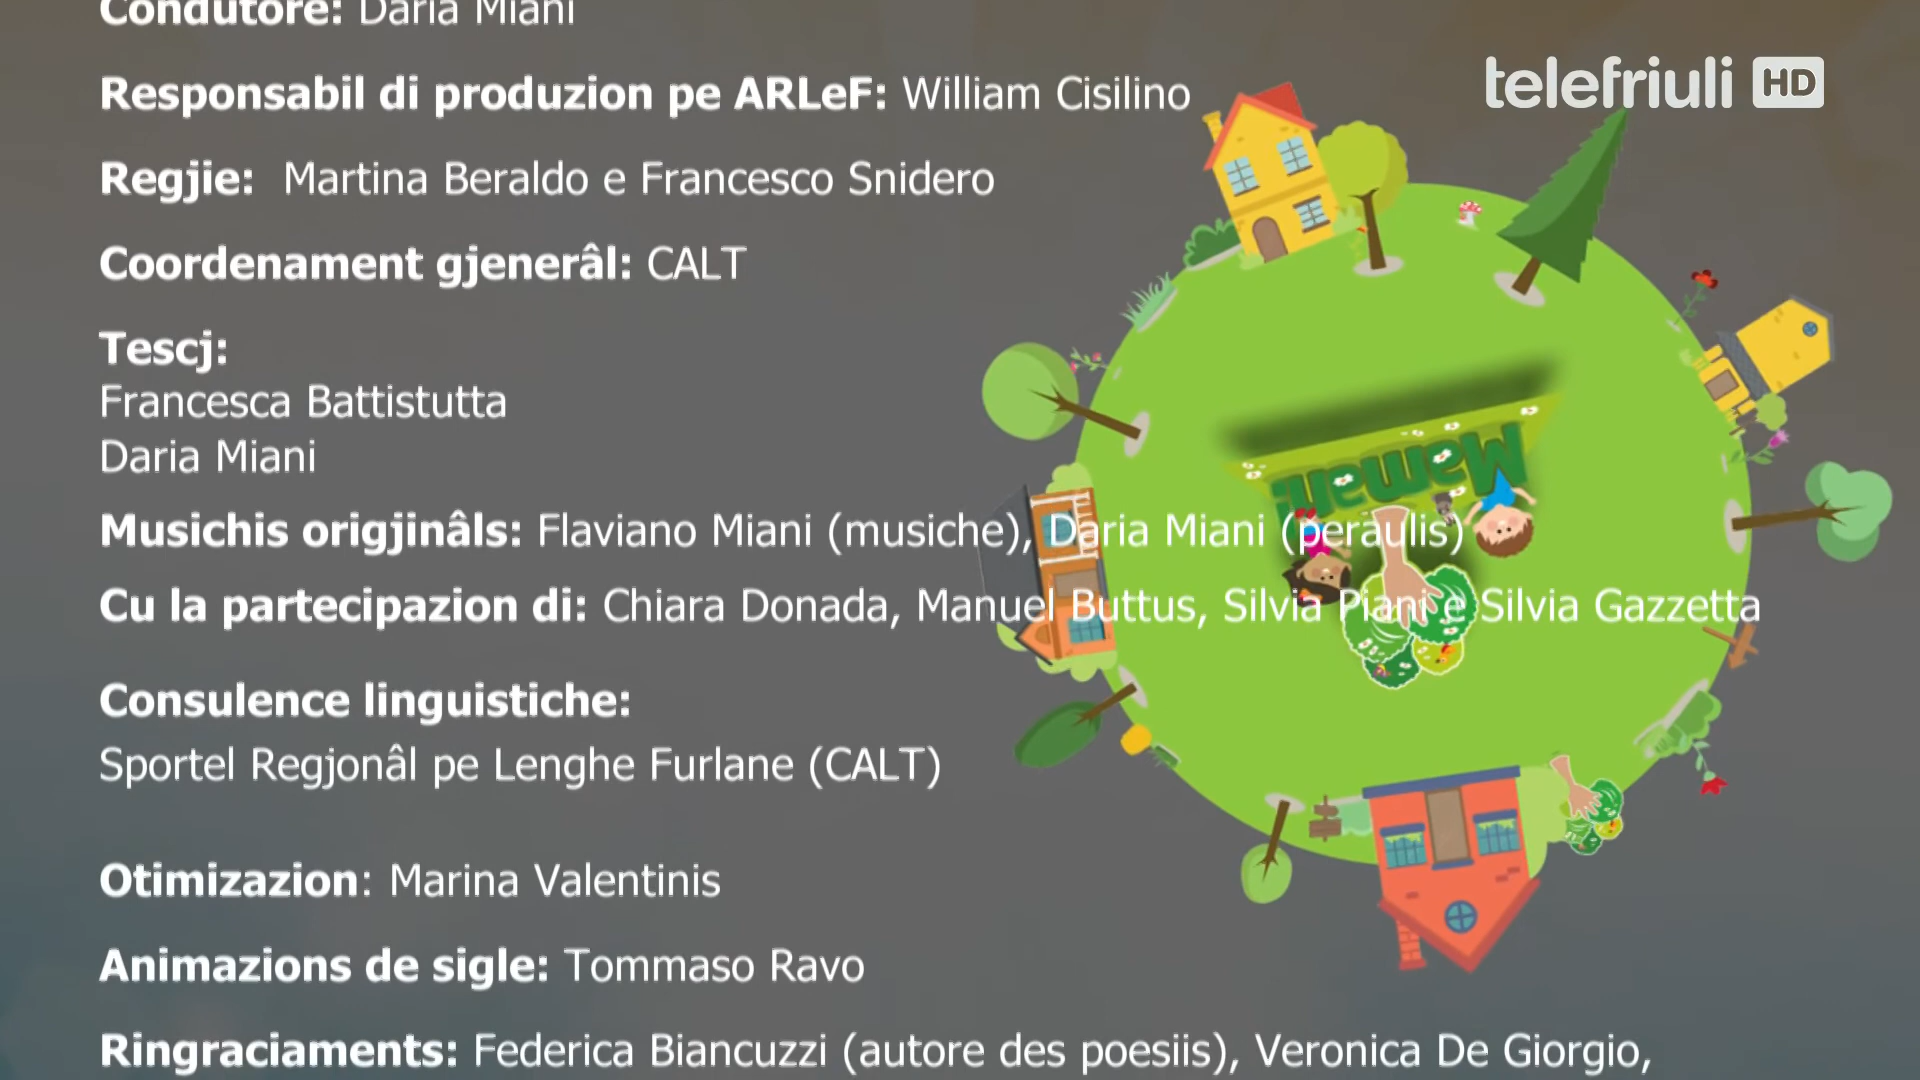 Condutore: Daria Miani
telefriuli HD
Responsabil di produzion pe ARLeF: William Cisilino
Regjie: Martina Beraldo e Francesco Snidero
Coordenament gjenerâl: CALT
Tescj:
Francesca Battistutta
Daria Miani
Maman!
Musichis origjinâls: Flaviano Miani (musiche), Daria Miani (peraulis)
Cu la partecipazion di: Chiara Donada, Manuel Buttus, Silvia Piani e Silvia Gazzetta
Consulence linguistiche:
Sportel Regjonâl pe Lenghe Furlane (CALT)
Otimizazion: Marina Valentinis
Animazions de sigle: Tommaso Ravo
Ringraciaments: Federica Biancuzzi (autore des poesiis), Veronica De Giorgio,